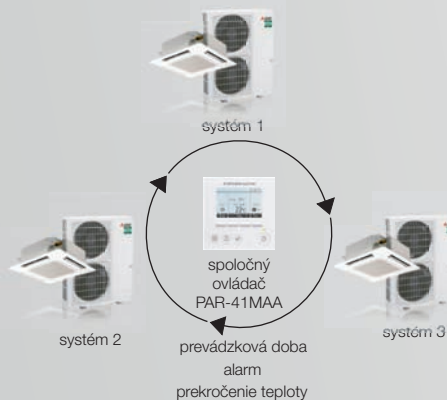 systém 1
spoločný
ovládač
PAR-41MAA
systém 2
systém 3
prevádzková doba
alarm
prekročenie teploty